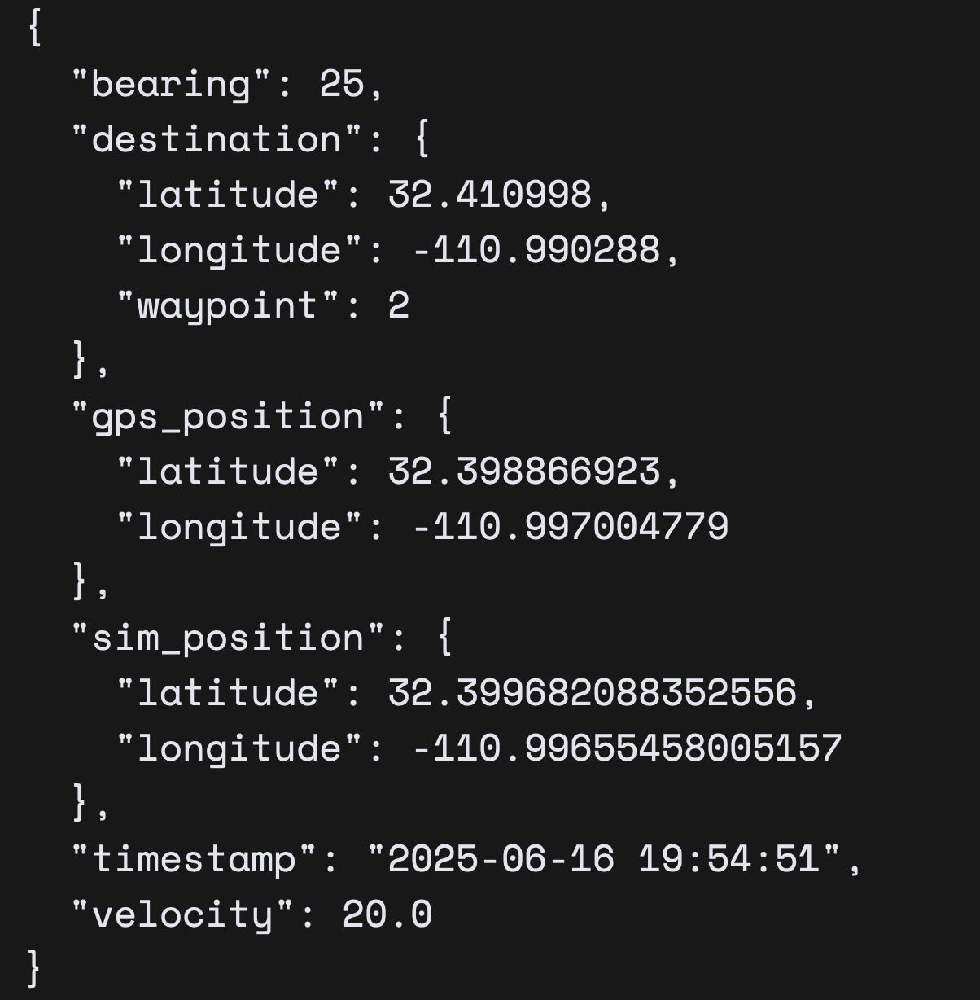 {
  "bearing": 25,
  "destination": {
    "latitude": 32.410998,
    "longitude": -110.990288,
    "waypoint": 2
  },
  "gps_position": {
    "latitude": 32.398866923,
    "longitude": -110.997004779
  },
  "sim_position": {
    "latitude": 32.399682088352556,
    "longitude": -110.99655458005157
  },
  "timestamp": "2025-06-16 19:54:51",
  "velocity": 20.0
}